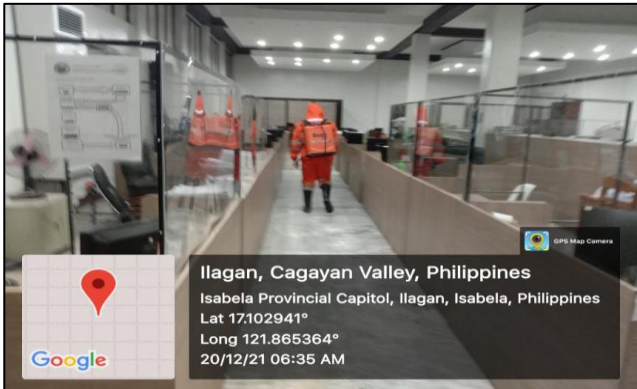 GPS Map Camera
Ilagan, Cagayan Valley, Philippines
Isabela Provincial Capitol, Ilagan, Isabela, Philippines
Lat 17.102941°
Long 121.865364°
20/12/21 06:35 AM
Google